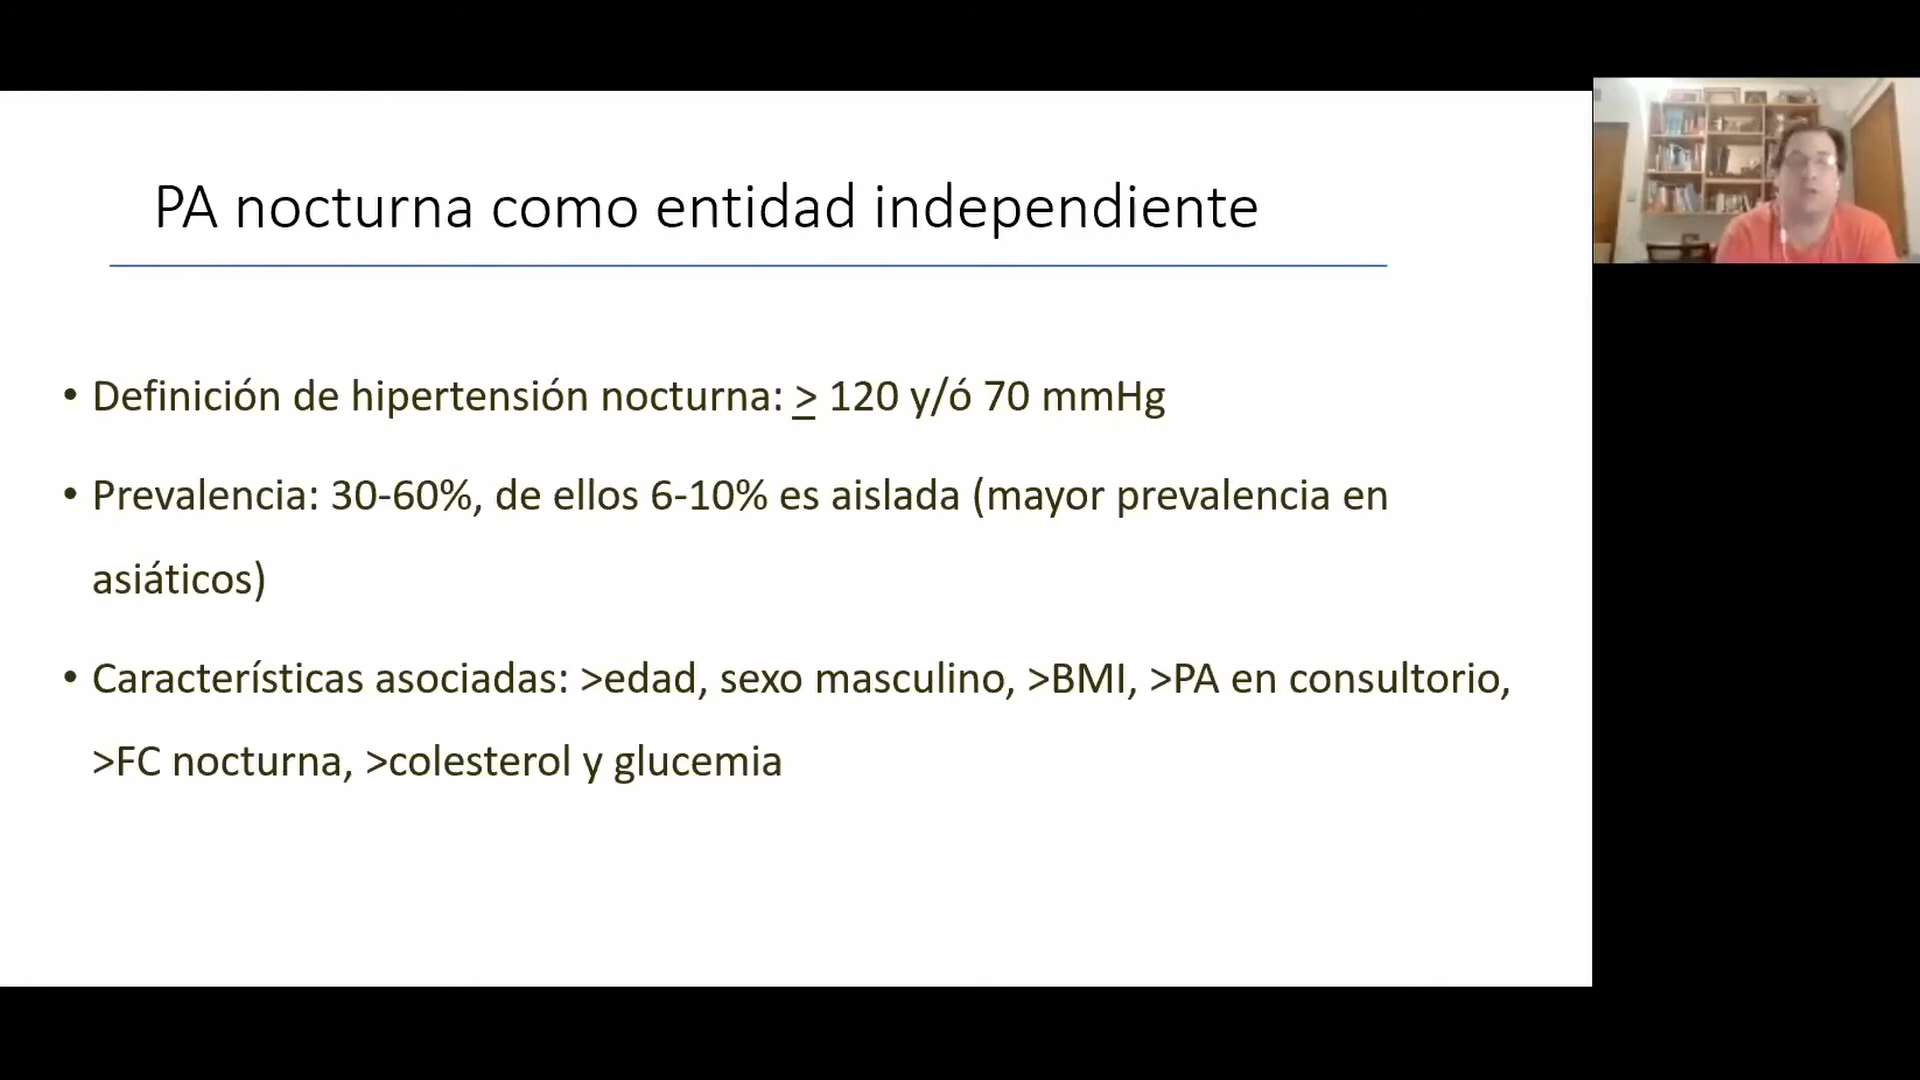 PA nocturna como entidad independiente
• Definición de hipertensión nocturna: ≥ 120 y/ó 70 mmHg
• Prevalencia: 30-60%, de ellos 6-10% es aislada (mayor prevalencia en
asiáticos)
• Características asociadas: >edad, sexo masculino, >BMI, >PA en consultorio,
>FC nocturna, >colesterol y glucemia